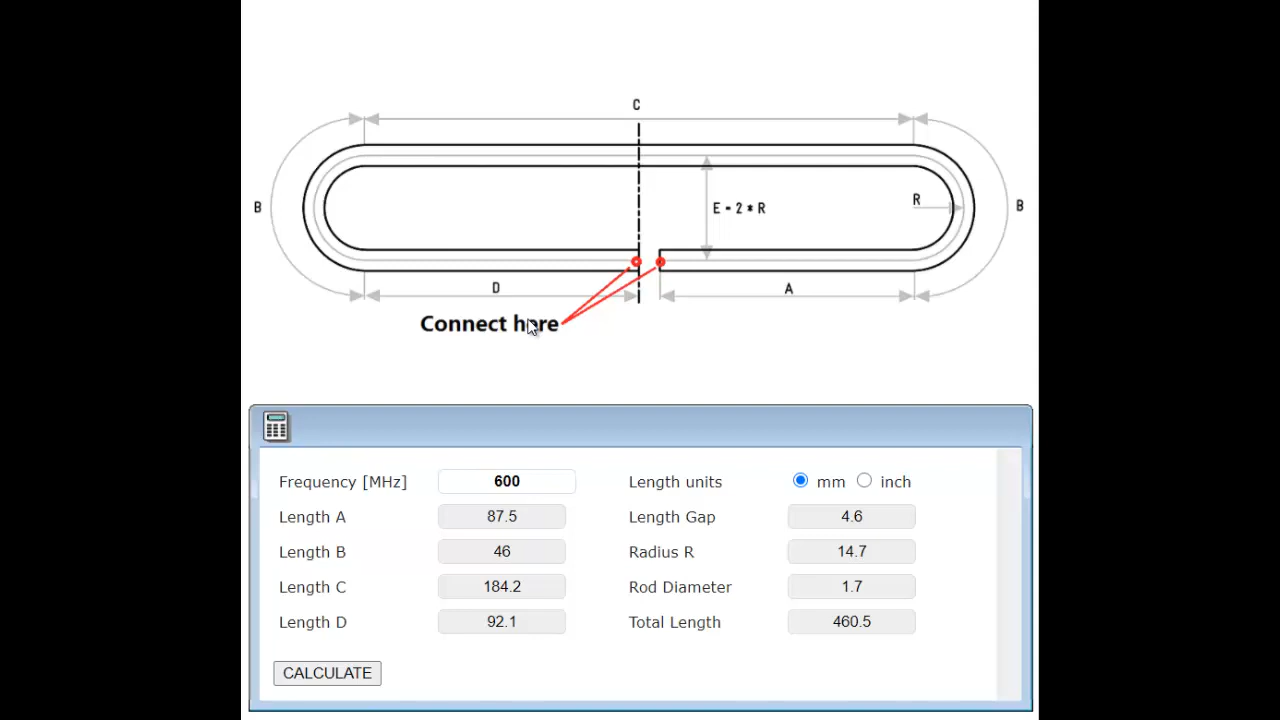 C
B
E = 2 * R
R
B
D
A
Connect here
Frequency [MHz] 600 Length units mm inch
Length A 87.5 Length Gap 4.6
Length B 46 Radius R 14.7
Length C 184.2 Rod Diameter 1.7
Length D 92.1 Total Length 460.5
CALCULATE